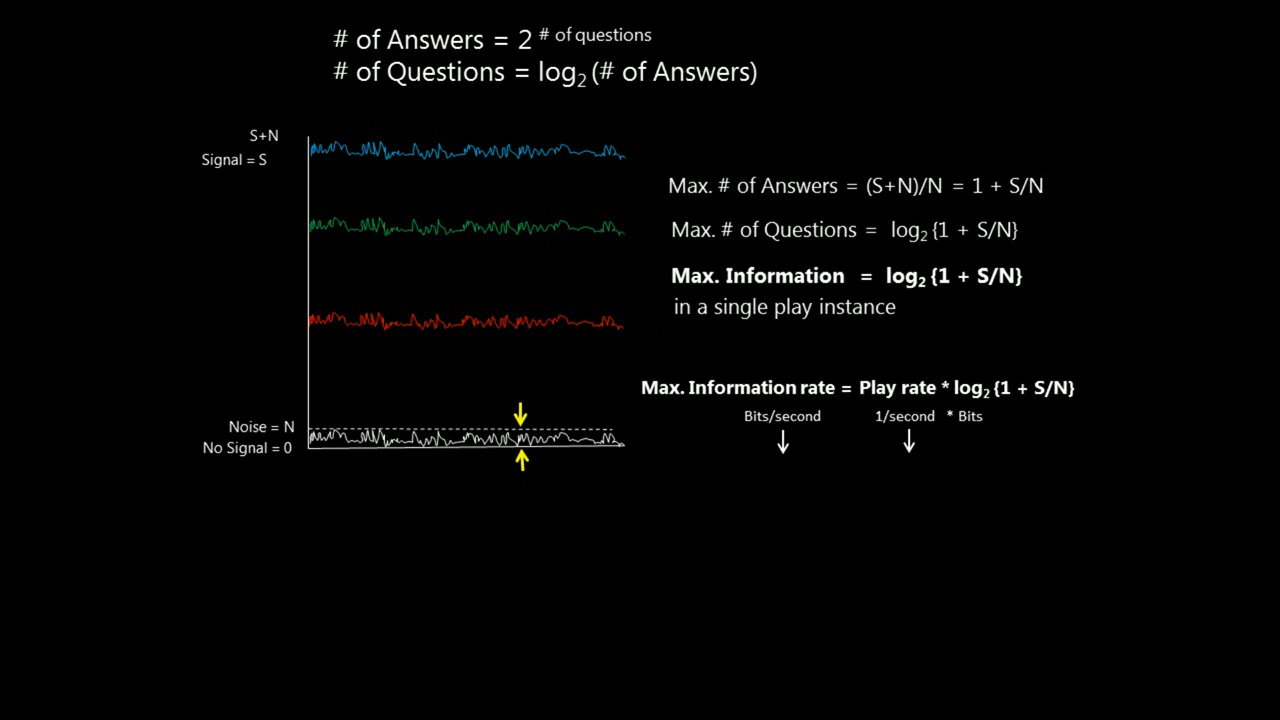 # of Answers = 2 # of questions
# of Questions = log2 (# of Answers)
S+N
Signal = S
Max. # of Answers = (S+N)/N = 1 + S/N
Max. # of Questions = log2 {1 + S/N}
Max. Information = log2 {1 + S/N}
in a single play instance
Max. Information rate = Play rate * log2 {1 + S/N}
Bits/second 1/second * Bits
Noise = N
No Signal = 0